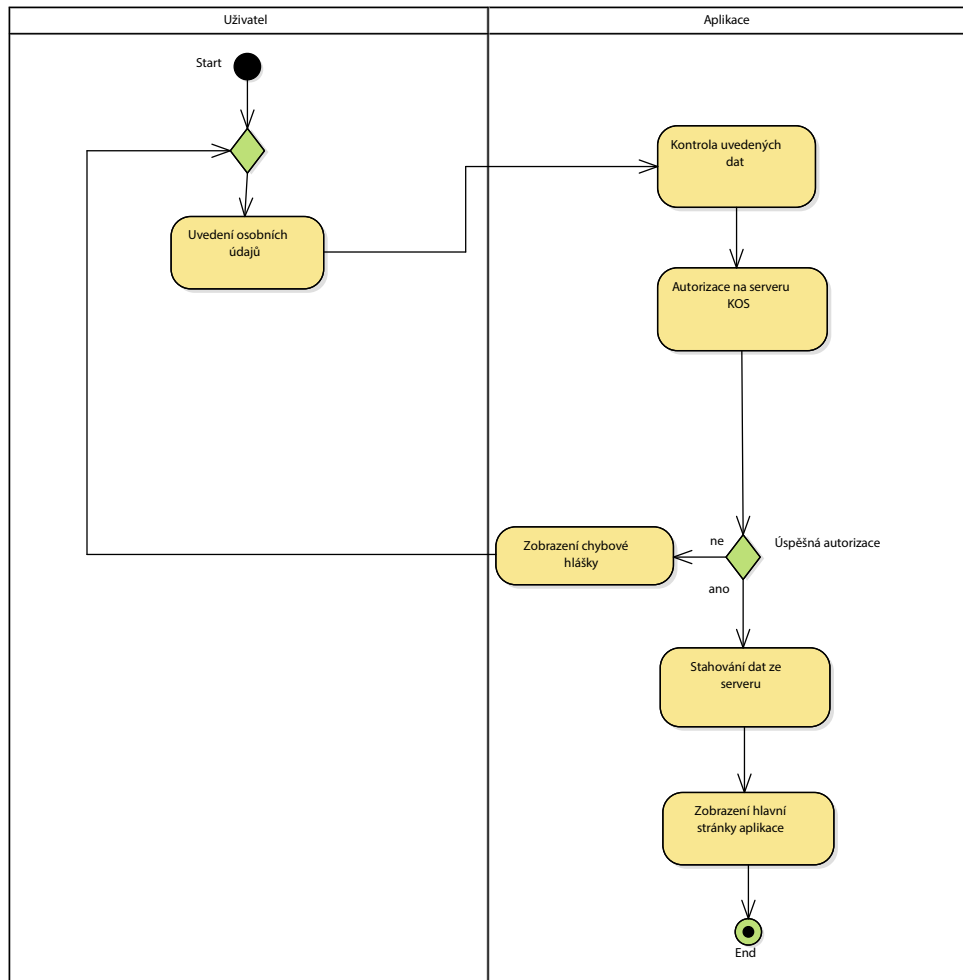 Uživatel
Aplikace
Start
Kontrola uvedených
dat
Uvedení osobních
údajů
Autorizace na serveru
KOS
ne
Úspěšná autorizace
Zobrazení chybové
hlášky
ano
Stahování dat ze
serveru
Zobrazení hlavní
stránky aplikace
End